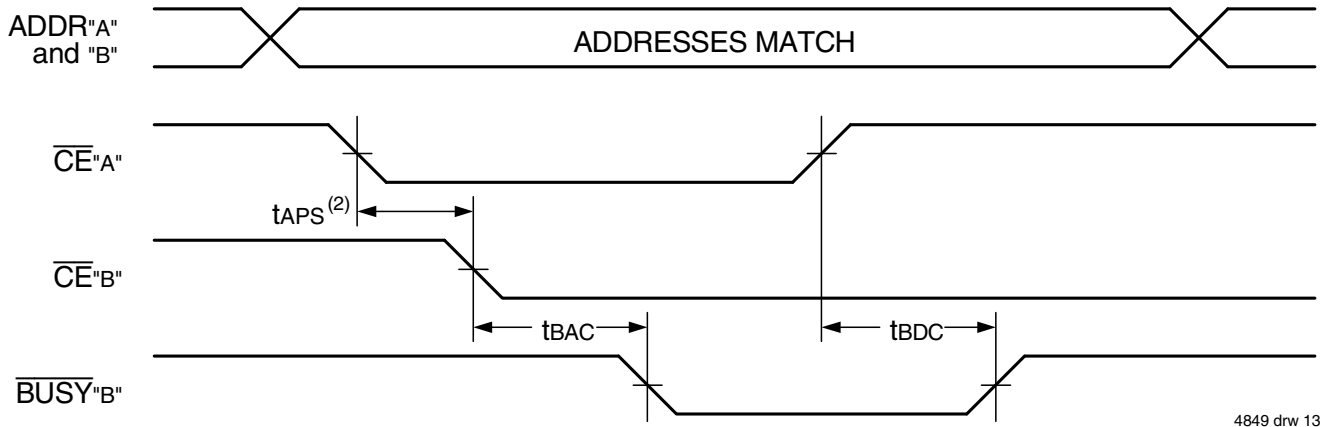 ADDR"A"
and "B"
ADDRESSES MATCH
CE"A"
tAPS(2)
CE"B"
tBAC
tBDC
BUSY"B"
4849 drw 13